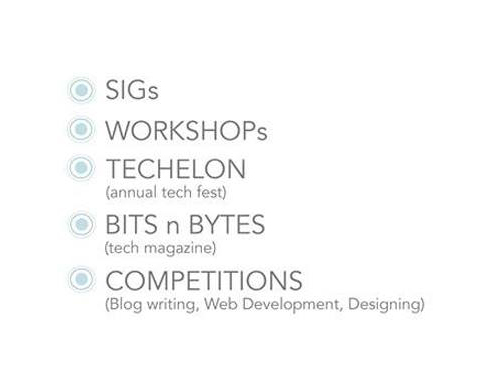 SIGs
WORKSHOPs
TECHELON
(annual tech fest)
BITS n BYTES
(tech magazine)
COMPETITIONS
(Blog writing, Web Development, Designing)